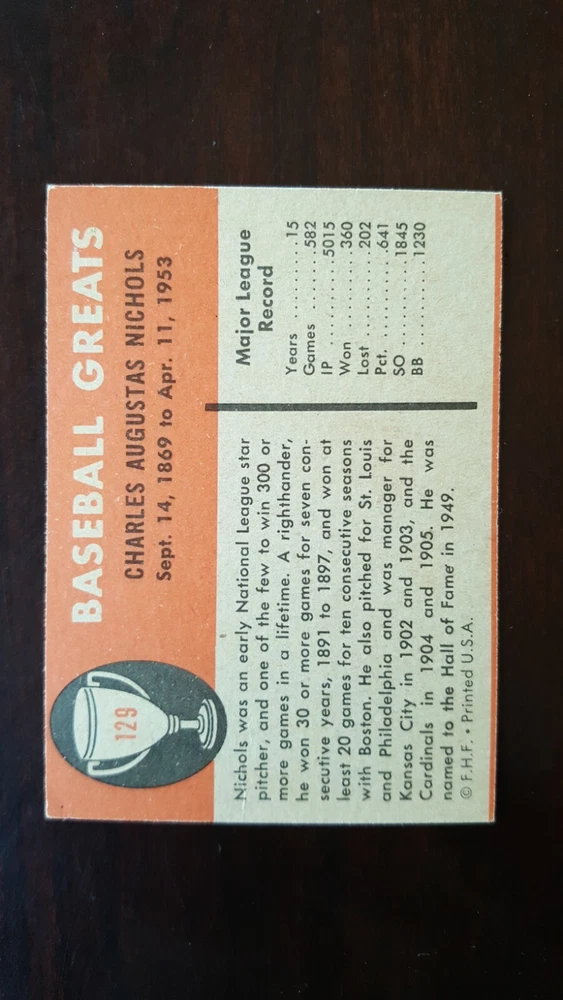 129
BASEBALL GREATS
CHARLES AUGUSTAS NICHOLS
Sept. 14, 1869 to Apr. 11, 1953
Nichols was an early National League star
pitcher, and one of the few to win 300 or
more games in a lifetime. A righthander,
he won 30 or more games for seven con-
secutive years, 1891 to 1897, and won at
least 20 games for ten consecutive seasons
with Boston. He also pitched for St. Louis
and Philadelphia and was manager for
Kansas City in 1902 and 1903, and the
Cardinals in 1904 and 1905. He was
named to the Hall of Fame in 1949.
© F.H.F. • Printed U.S.A.
Major League
Record
Years ..........15
Games ........582
IP ...........5015
Won ..........360
Lost ..........202
Pct. ..........641
SO ..........1845
BB ..........1230